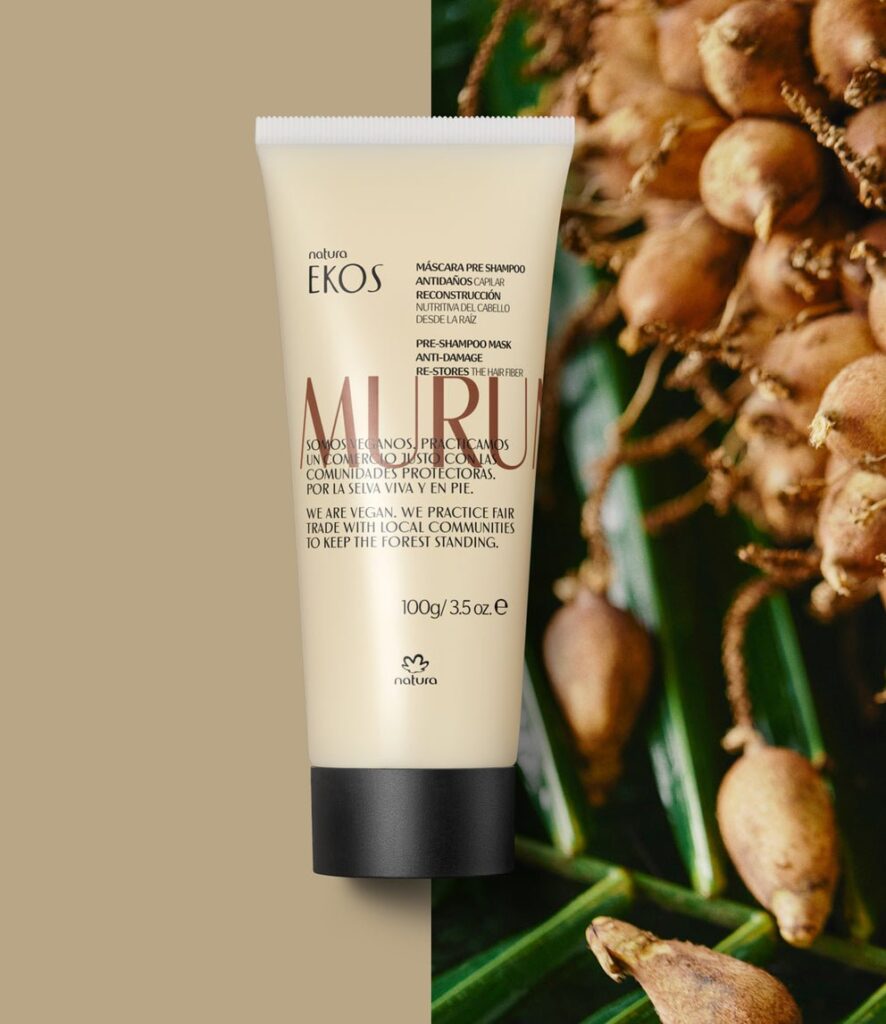 natura
EKOS
MÁSCARA PRE SHAMPOO
ANTIDAÑOS CAPILAR
RECONSTRUCCIÓN
NUTRITIVA DEL CABELLO
DESDE LA RAÍZ
PRE-SHAMPOO MASK
ANTI-DAMAGE
RE-STORES THE HAIR FIBER
MURU
SOMOS VEGANOS. PRACTICAMOS
UN COMERCIO JUSTO CON LAS
COMUNIDADES PROTECTORAS.
POR LA SELVA VIVA Y EN PIE.
WE ARE VEGAN. WE PRACTICE FAIR
TRADE WITH LOCAL COMMUNITIES
TO KEEP THE FOREST STANDING.
100g/ 3.5 oz. e
natura